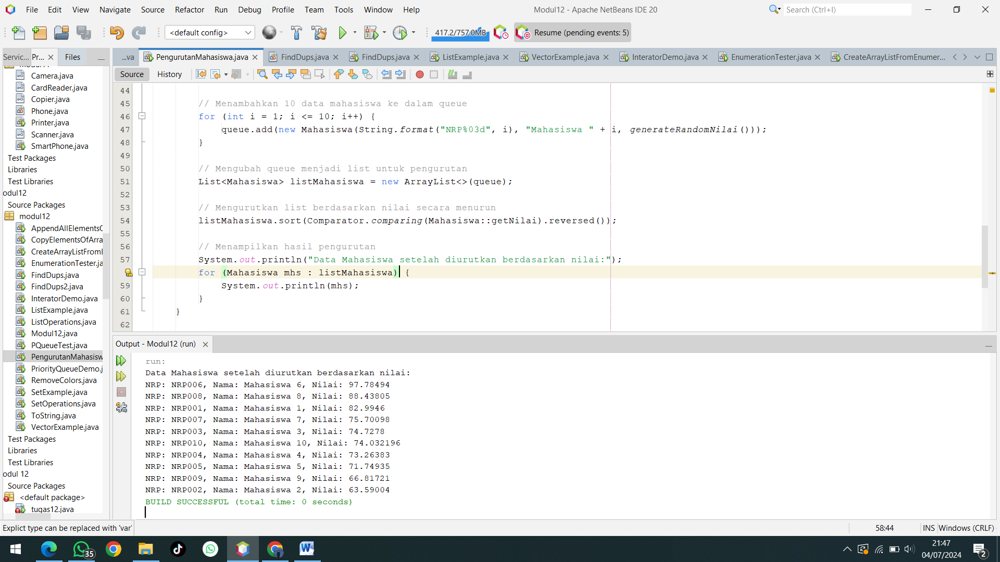 File Edit View Navigate Source Refactor Run Debug Profile Team Tools Window Help
Modul12 - Apache NetBeans IDE 20
Search (Ctrl+I)
<default config>
417.2/757.0MB
Resume (pending events: 5)
Servic... Pr... Files
...va PengurutanMahasiswa.java FindDups.java FindDups.java ListExample.java VectorExample.java InteratorDemo.java EnumerationTester.java CreateArrayListFromEnumer...
Source History
Camera.java
CardReader.java
Copier.java
Phone.java
Printer.java
Scanner.java
SmartPhone.java
Test Packages
Libraries
Test Libraries
odul12
Source Packages
modul12
AppendAllElementsC
CopyElementsOfArra
CreateArrayListFromI
EnumerationTester.ja
FindDups.java
FindDups2.java
InteratorDemo.java
ListExample.java
ListOperations.java
Modul12.java
PQueueTest.java
PengurutanMahasisw
PriorityQueueDemo.j
RemoveColors.java
SetExample.java
SetOperations.java
ToString.java
VectorExample.java
Test Packages
Libraries
Test Libraries
odul 12
Source Packages
<default package>
tugas12.java
44
45 // Menambahkan 10 data mahasiswa ke dalam queue
46 for (int i = 1; i <= 10; i++) {
47 queue.add(new Mahasiswa(String.format("NRP%03d", i), "Mahasiswa " + i, generateRandomNilai()));
48 }
49
50 // Mengubah queue menjadi list untuk pengurutan
51 List<Mahasiswa> listMahasiswa = new ArrayList<>(queue);
52
53 // Mengurutkan list berdasarkan nilai secara menurun
54 listMahasiswa.sort(Comparator.comparing(Mahasiswa::getNilai).reversed());
55
56 // Menampilkan hasil pengurutan
57 System.out.println("Data Mahasiswa setelah diurutkan berdasarkan nilai:");
for (Mahasiswa mhs : listMahasiswa) {
59 System.out.println(mhs);
60 }
61 }
62
Output - Modul12 (run)
run:
Data Mahasiswa setelah diurutkan berdasarkan nilai:
NRP: NRP006, Nama: Mahasiswa 6, Nilai: 97.78494
NRP: NRP008, Nama: Mahasiswa 8, Nilai: 88.43805
NRP: NRP001, Nama: Mahasiswa 1, Nilai: 82.9946
NRP: NRP007, Nama: Mahasiswa 7, Nilai: 75.70098
NRP: NRP003, Nama: Mahasiswa 3, Nilai: 74.7278
NRP: NRP010, Nama: Mahasiswa 10, Nilai: 74.032196
NRP: NRP004, Nama: Mahasiswa 4, Nilai: 73.26383
NRP: NRP005, Nama: Mahasiswa 5, Nilai: 71.74935
NRP: NRP009, Nama: Mahasiswa 9, Nilai: 66.81721
NRP: NRP002, Nama: Mahasiswa 2, Nilai: 63.59004
BUILD SUCCESSFUL (total time: 0 seconds)
Explict type can be replaced with 'var'
58:44 INS Windows (CRLF)
35
21:47
04/07/2024
2